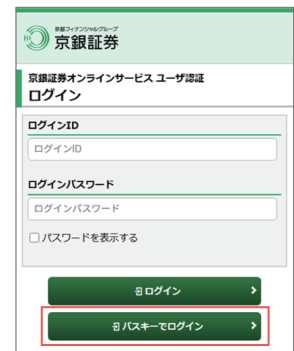 京都フィナンシャルグループ
京銀証券
京銀証券オンラインサービス ユーザ認証
ログイン
ログインID
ログインID
ログインパスワード
ログインパスワード
パスワードを表示する
ログイン
パスキーでログイン